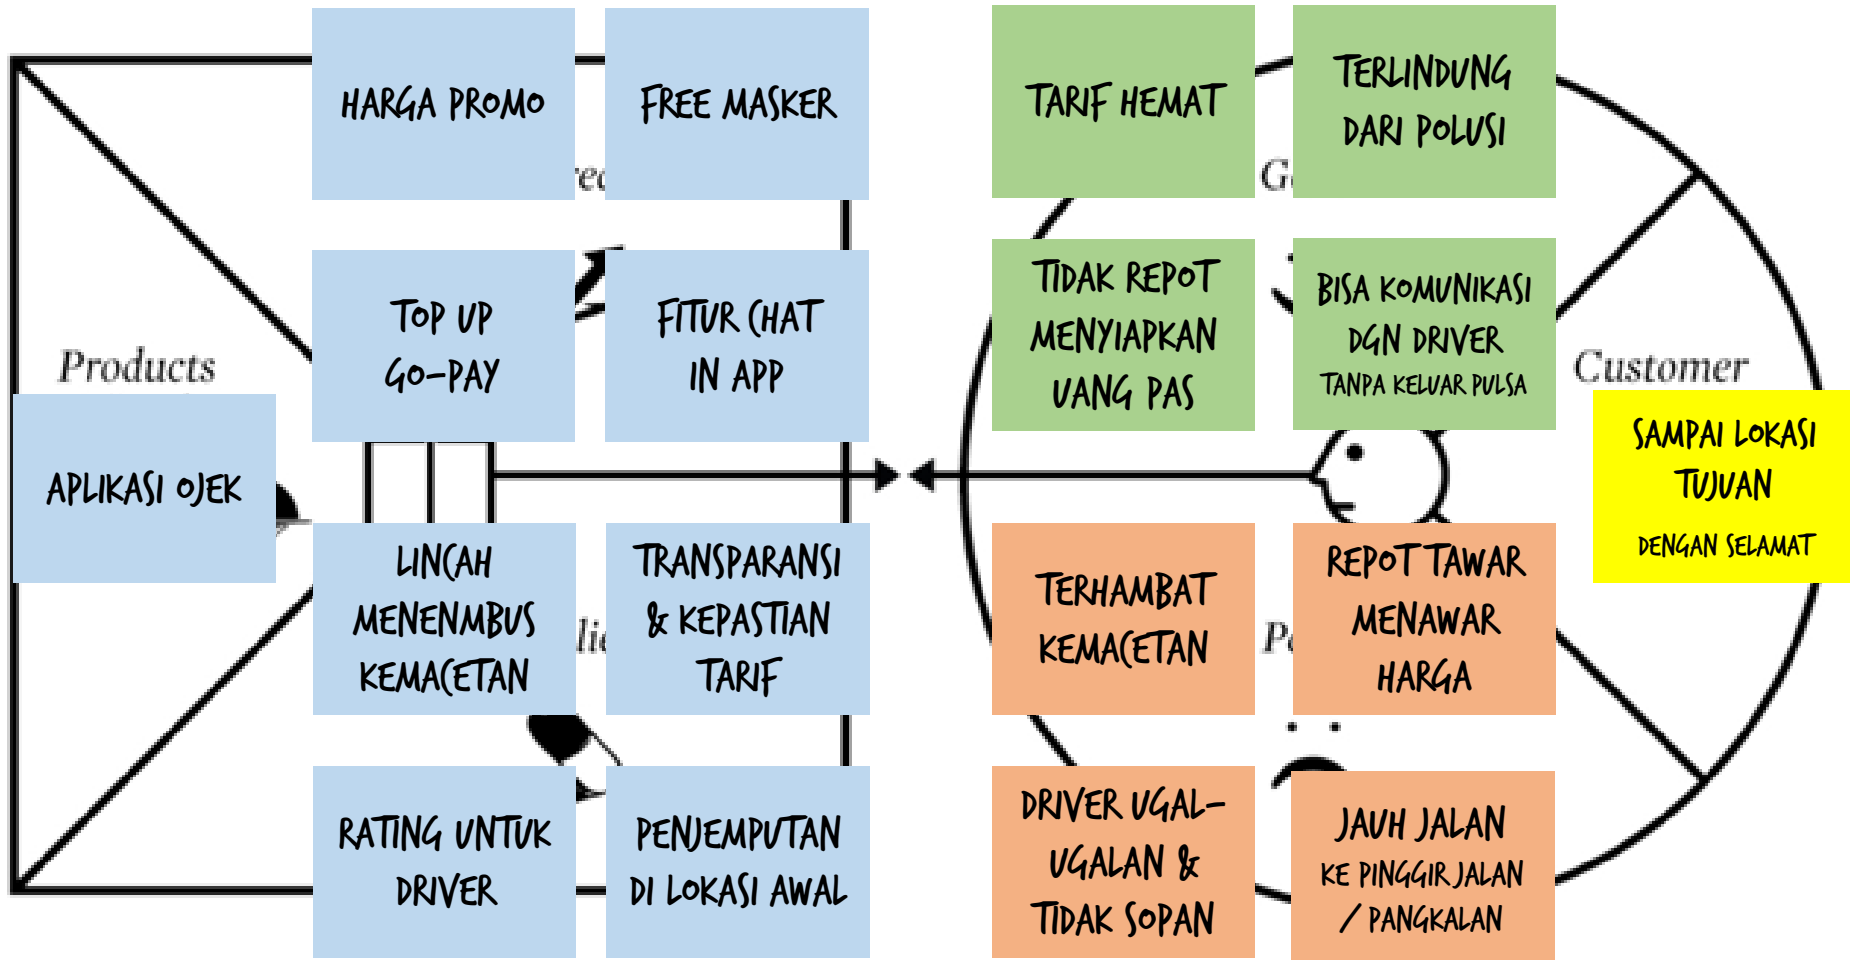 HARGA PROMO
FREE MASKER
TOP UP
GO-PAY
FITUR CHAT
IN APP
Products
APLIKASI OJEK
LINCAH
MENENMBUS
KEMACETAN
TRANSPARANSI
& KEPASTIAN
TARIF
RATING UNTUK
DRIVER
PENJEMPUTAN
DI LOKASI AWAL
TARIF HEMAT
TERLINDUNG
DARI POLUSI
TIDAK REPOT
MENYIAPKAN
UANG PAS
BISA KOMUNIKASI
DGN DRIVER
TANPA KELUAR PULSA
Customer
SAMPAI LOKASI
TUJUAN
DENGAN SELAMAT
TERHAMBAT
KEMACETAN
REPOT TAWAR
MENAWAR
HARGA
DRIVER UGAL-
UGALAN &
TIDAK SOPAN
JAUH JALAN
KE PINGGIR JALAN
/ PANGKALAN